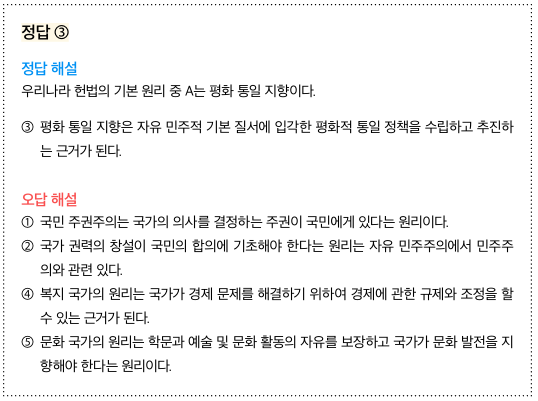 정답 ③
정답 해설
우리나라 헌법의 기본 원리 중 A는 평화 통일 지향이다.
③ 평화 통일 지향은 자유 민주적 기본 질서에 입각한 평화적 통일 정책을 수립하고 추진하
는 근거가 된다.
오답 해설
① 국민 주권주의는 국가의 의사를 결정하는 주권이 국민에게 있다는 원리이다.
② 국가 권력의 창설이 국민의 합의에 기초해야 한다는 원리는 자유 민주주의에서 민주주
의와 관련 있다.
④ 복지 국가의 원리는 국가가 경제 문제를 해결하기 위하여 경제에 관한 규제와 조정을 할
수 있는 근거가 된다.
⑤ 문화 국가의 원리는 학문과 예술 및 문화 활동의 자유를 보장하고 국가가 문화 발전을 지
향해야 한다는 원리이다.